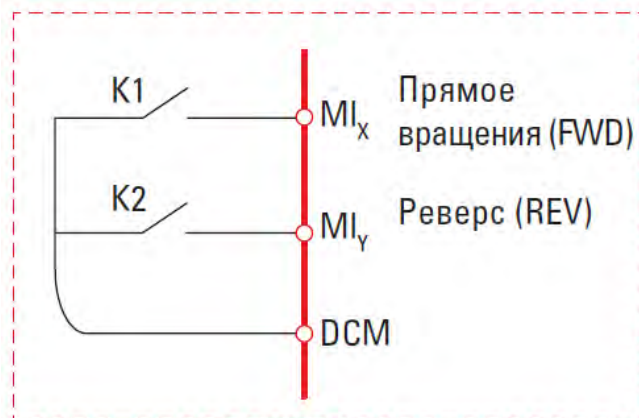 K1
MIX
Прямое
вращения (FWD)
K2
MIY
Реверс (REV)
DCM